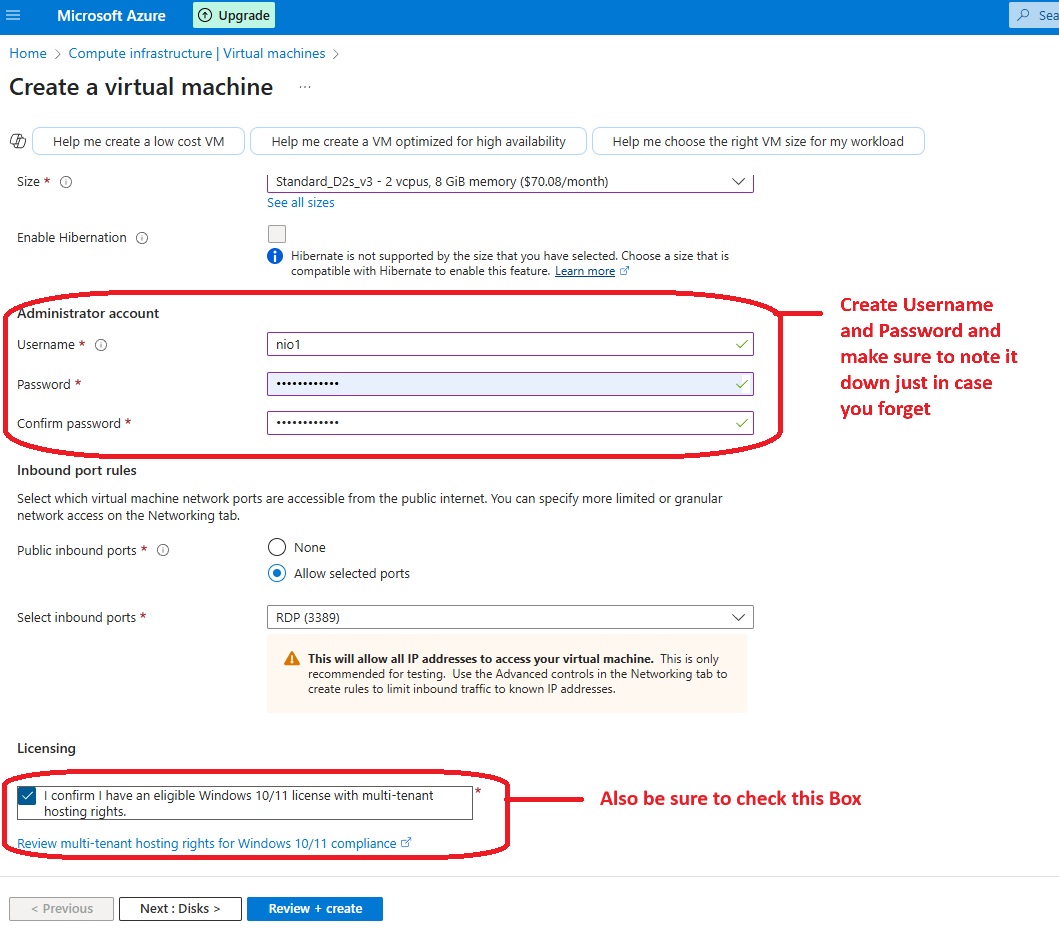 Microsoft Azure
Upgrade
Sea
Home > Compute infrastructure | Virtual machines >
Create a virtual machine ...
Help me create a low cost VM
Help me create a VM optimized for high availability
Help me choose the right VM size for my workload
Size *
Standard_D2s_v3 - 2 vcpus, 8 GiB memory ($70.08/month)
See all sizes
Enable Hibernation
Hibernate is not supported by the size that you have selected. Choose a size that is
compatible with Hibernate to enable this feature. Learn more
Administrator account
Username *
nio1
Password *
••••••••••••
Confirm password *
••••••••••••
Create Username
and Password and
make sure to note it
down just in case
you forget
Inbound port rules
Select which virtual machine network ports are accessible from the public internet. You can specify more limited or granular
network access on the Networking tab.
Public inbound ports *
None
Allow selected ports
Select inbound ports *
RDP (3389)
This will allow all IP addresses to access your virtual machine. This is only
recommended for testing. Use the Advanced controls in the Networking tab to
create rules to limit inbound traffic to known IP addresses.
Licensing
I confirm I have an eligible Windows 10/11 license with multi-tenant *
hosting rights.
Review multi-tenant hosting rights for Windows 10/11 compliance
Also be sure to check this Box
< Previous
Next : Disks >
Review + create